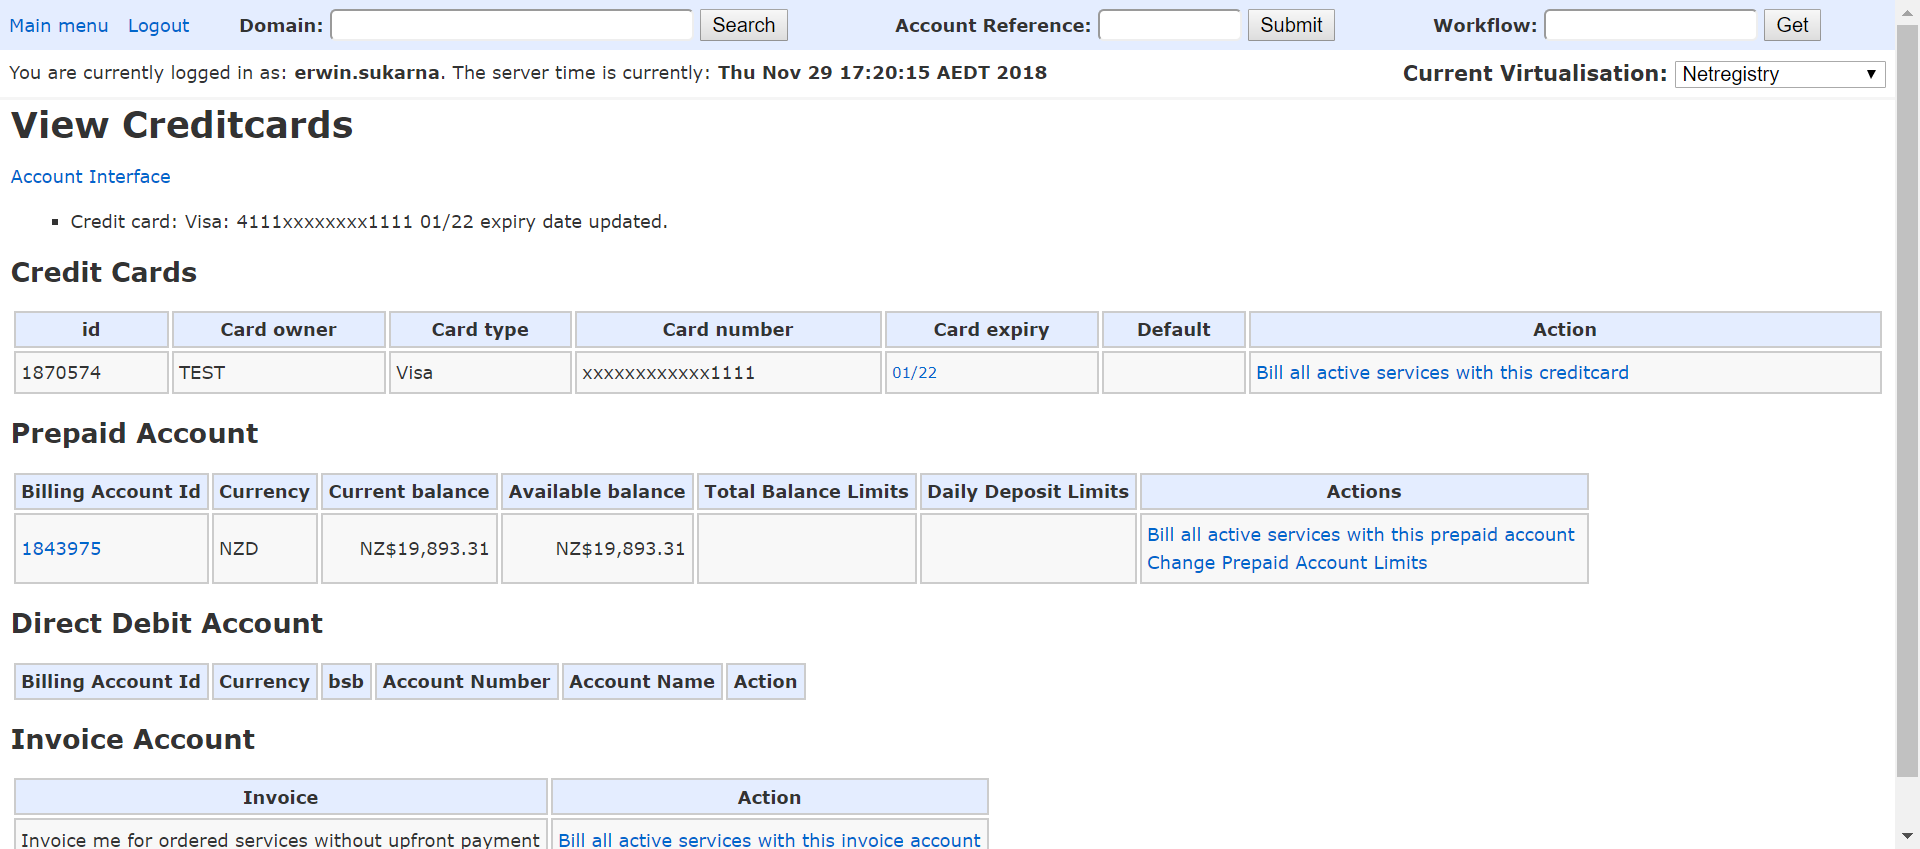 Main menu Logout Domain: Search Account Reference: Submit Workflow: Get
You are currently logged in as: erwin.sukarna. The server time is currently: Thu Nov 29 17:20:15 AEDT 2018 Current Virtualisation: Netregistry
View Creditcards
Account Interface
Credit card: Visa: 4111xxxxxxxx1111 01/22 expiry date updated.
Credit Cards
id Card owner Card type Card number Card expiry Default Action
1870574 TEST Visa xxxxxxxxxxxx1111 01/22 Bill all active services with this creditcard
Prepaid Account
Billing Account Id Currency Current balance Available balance Total Balance Limits Daily Deposit Limits Actions
1843975 NZD NZ$19,893.31 NZ$19,893.31 Bill all active services with this prepaid account
Change Prepaid Account Limits
Direct Debit Account
Billing Account Id Currency bsb Account Number Account Name Action
Invoice Account
Invoice Action
Invoice me for ordered services without upfront payment Bill all active services with this invoice account